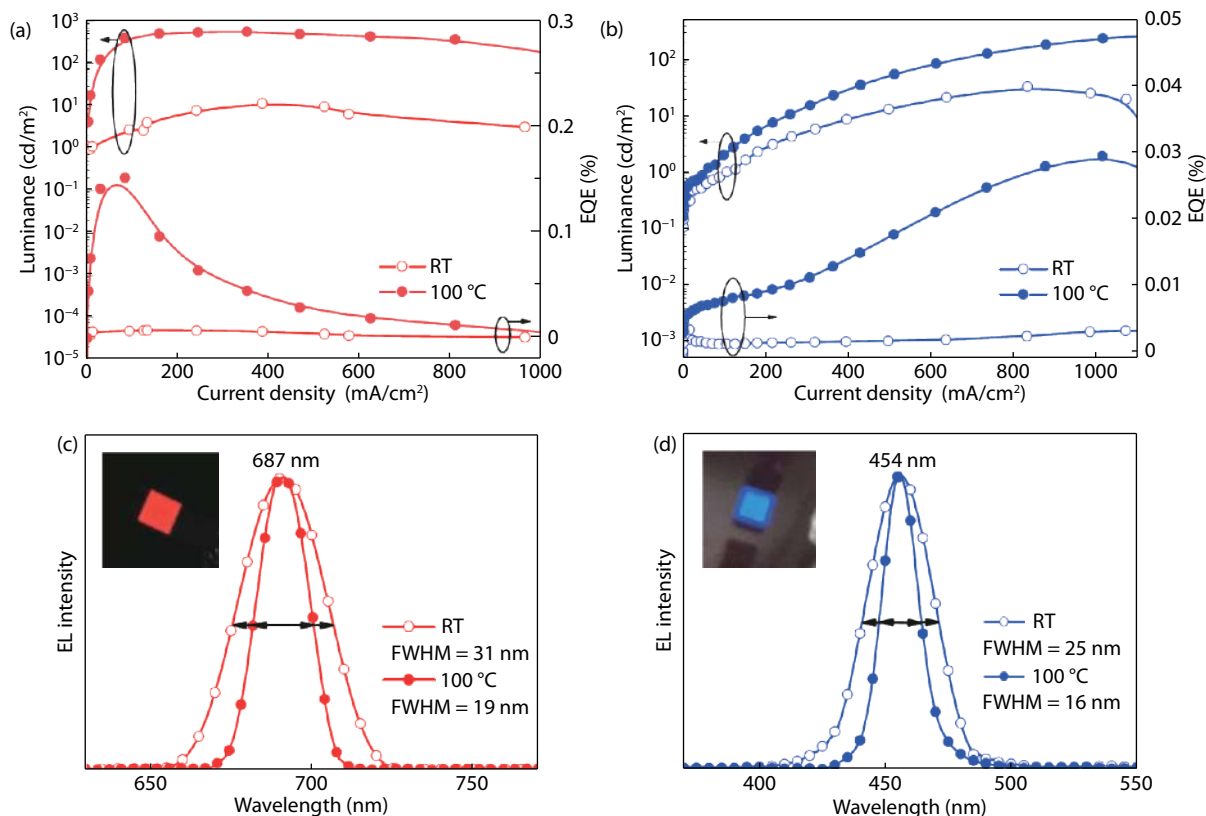 (a)
10³
10²
10¹
10⁰
10⁻¹
10⁻²
10⁻³
10⁻⁴
10⁻⁵
Luminance (cd/m²)
0.3
0.2
0.1
0
EQE (%)
RT
100 °C
0
200
400
600
800
1000
Current density (mA/cm²)
(b)
10²
10¹
10⁰
10⁻¹
10⁻²
10⁻³
Luminance (cd/m²)
0.05
0.04
0.03
0.02
0.01
0
EQE (%)
RT
100 °C
0
200
400
600
800
1000
Current density (mA/cm²)
(c)
687 nm
EL intensity
RT
FWHM = 31 nm
100 °C
FWHM = 19 nm
650
700
Wavelength (nm)
(d)
454 nm
EL intensity
RT
FWHM = 25 nm
100 °C
FWHM = 16 nm
400
450
500
550
Wavelength (nm)